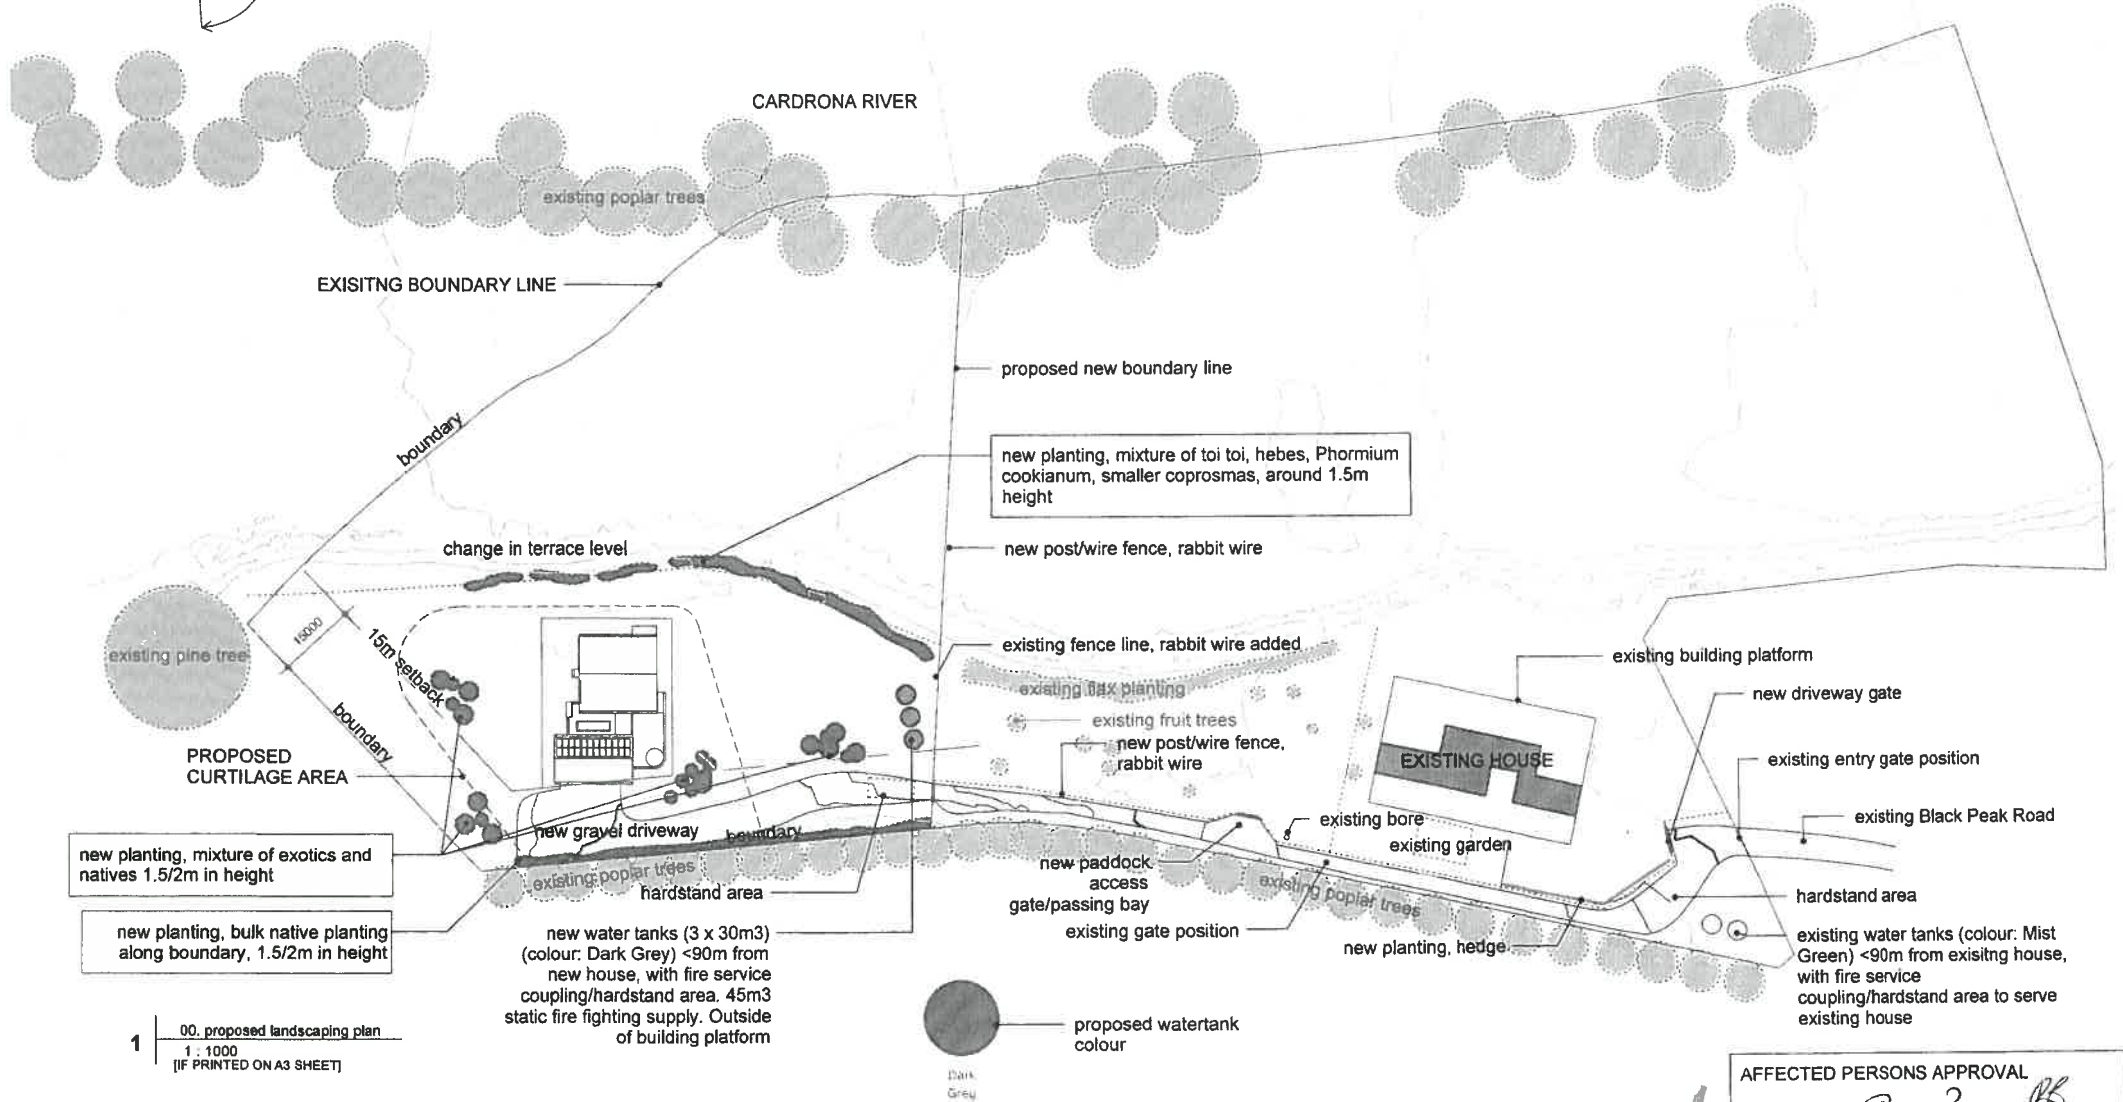 CARDRONA RIVER
existing poplar trees
EXISITNG BOUNDARY LINE
proposed new boundary line
boundary
new planting, mixture of toi toi, hebes, Phormium
cookianum, smaller coprosmas, around 1.5m
height
change in terrace level
new post/wire fence, rabbit wire
15000
15m setback
existing pine tree
boundary
existing fence line, rabbit wire added
existing flax planting
existing fruit trees
new post/wire fence,
rabbit wire
existing building platform
new driveway gate
EXISTING HOUSE
existing entry gate position
existing Black Peak Road
PROPOSED
CURTILAGE AREA
new gravel driveway
boundary
existing bore
existing garden
new planting, mixture of exotics and
natives 1.5/2m in height
existing poplar trees
hardstand area
new paddock
access
gate/passing bay
existing poplar trees
hardstand area
new planting, bulk native planting
along boundary, 1.5/2m in height
new water tanks (3 x 30m3)
(colour: Dark Grey) <90m from
new house, with fire service
coupling/hardstand area. 45m3
static fire fighting supply. Outside
of building platform
existing gate position
new planting, hedge
existing water tanks (colour: Mist
Green) <90m from exisitng house,
with fire service
coupling/hardstand area to serve
existing house
proposed watertank
colour
Dark
Grey
1
00. proposed landscaping plan
1 : 1000
[IF PRINTED ON A3 SHEET]
AFFECTED PERSONS APPROVAL